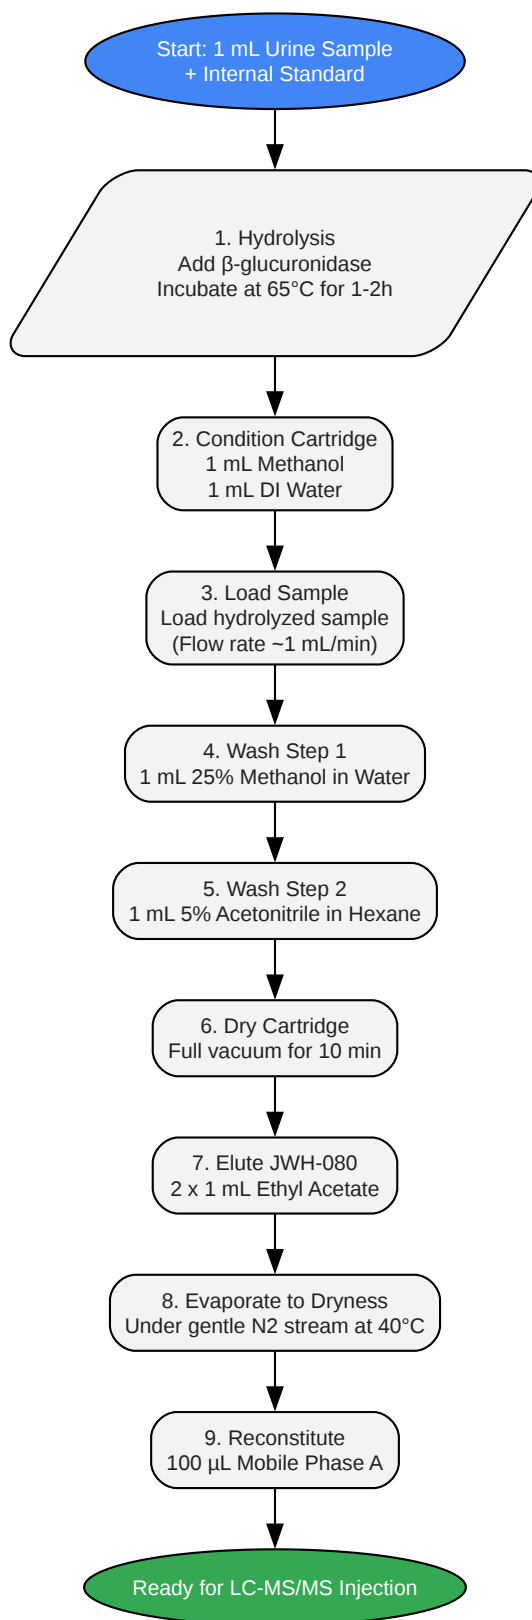 Start: 1 mL Urine Sample
+ Internal Standard
1. Hydrolysis
Add β-glucuronidase
Incubate at 65°C for 1-2h
2. Condition Cartridge
1 mL Methanol
1 mL DI Water
3. Load Sample
Load hydrolyzed sample
(Flow rate ~1 mL/min)
4. Wash Step 1
1 mL 25% Methanol in Water
5. Wash Step 2
1 mL 5% Acetonitrile in Hexane
6. Dry Cartridge
Full vacuum for 10 min
7. Elute JWH-080
2 x 1 mL Ethyl Acetate
8. Evaporate to Dryness
Under gentle N2 stream at 40°C
9. Reconstitute
100 µL Mobile Phase A
Ready for LC-MS/MS Injection